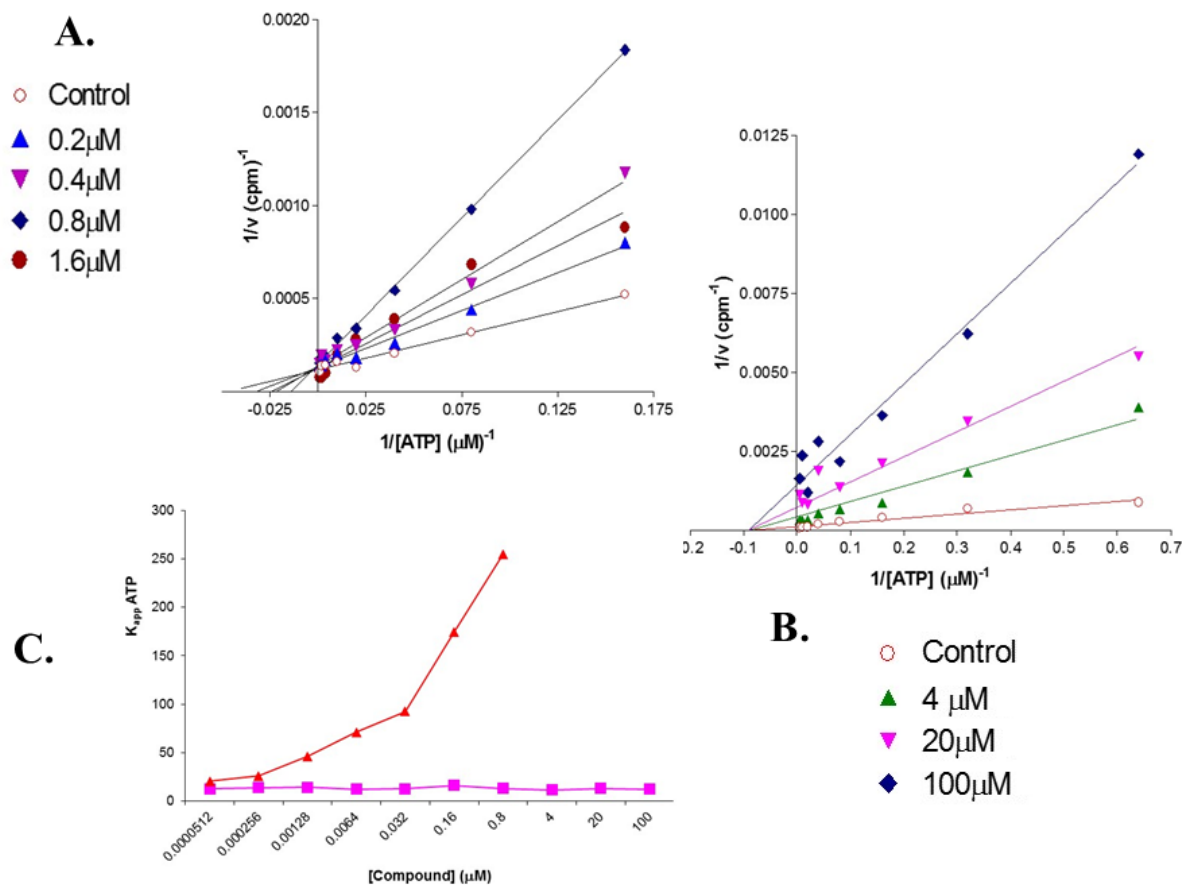 A.
Control
0.2μM
0.4μM
0.8μM
1.6μM
0.0020
0.0015
0.0010
0.0005
1/v (cpm)⁻¹
-0.025 0.025 0.075 0.125 0.175
1/[ATP] (μM)⁻¹
0.0125
0.0100
0.0075
0.0050
0.0025
1/v (cpm⁻¹)
0.2 -0.1 0.0 0.1 0.2 0.3 0.4 0.5 0.6 0.7
1/[ATP] (μM)⁻¹
B.
Control
4 μM
20μM
100μM
C.
300
250
200
150
100
50
0
K_app ATP
0.0000512 0.000256 0.00128 0.0064 0.032 0.16 0.8 4 20 100
[Compound] (μM)